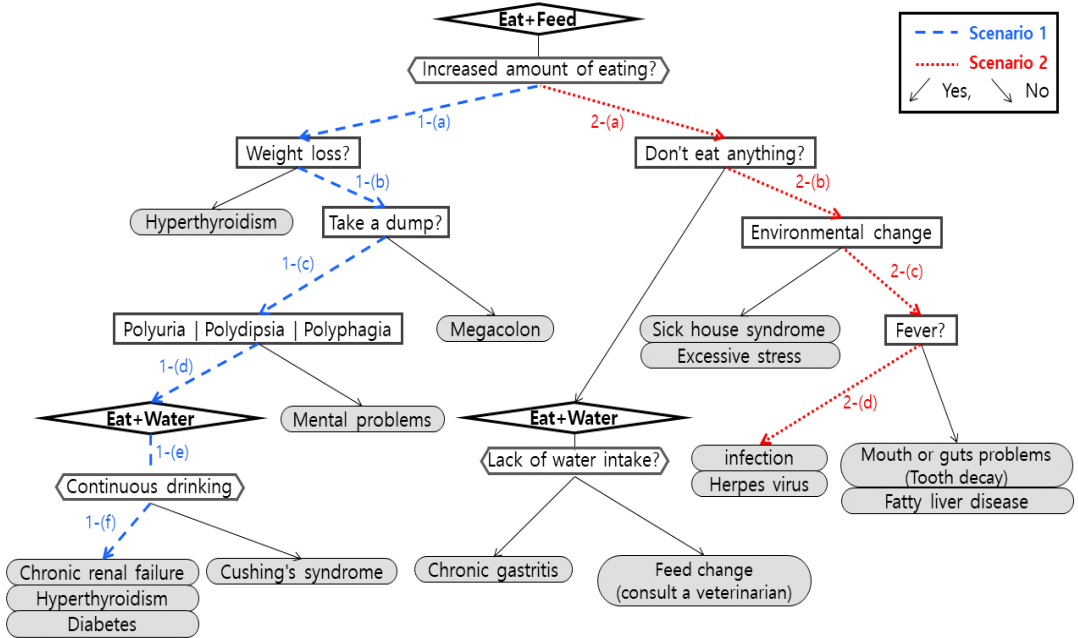 Eat+Feed
Scenario 1
Scenario 2
Yes, No
Increased amount of eating?
1-(a)
2-(a)
Weight loss?
Don't eat anything?
1-(b)
2-(b)
Hyperthyroidism
Take a dump?
Environmental change
1-(c)
2-(c)
Polyuria | Polydipsia | Polyphagia
Megacolon
Sick house syndrome
Excessive stress
Fever?
1-(d)
2-(d)
Eat+Water
Mental problems
Eat+Water
1-(e)
Lack of water intake?
infection
Herpes virus
Mouth or guts problems
(Tooth decay)
Fatty liver disease
Continuous drinking
1-(f)
Chronic renal failure
Hyperthyroidism
Diabetes
Cushing's syndrome
Chronic gastritis
Feed change
(consult a veterinarian)